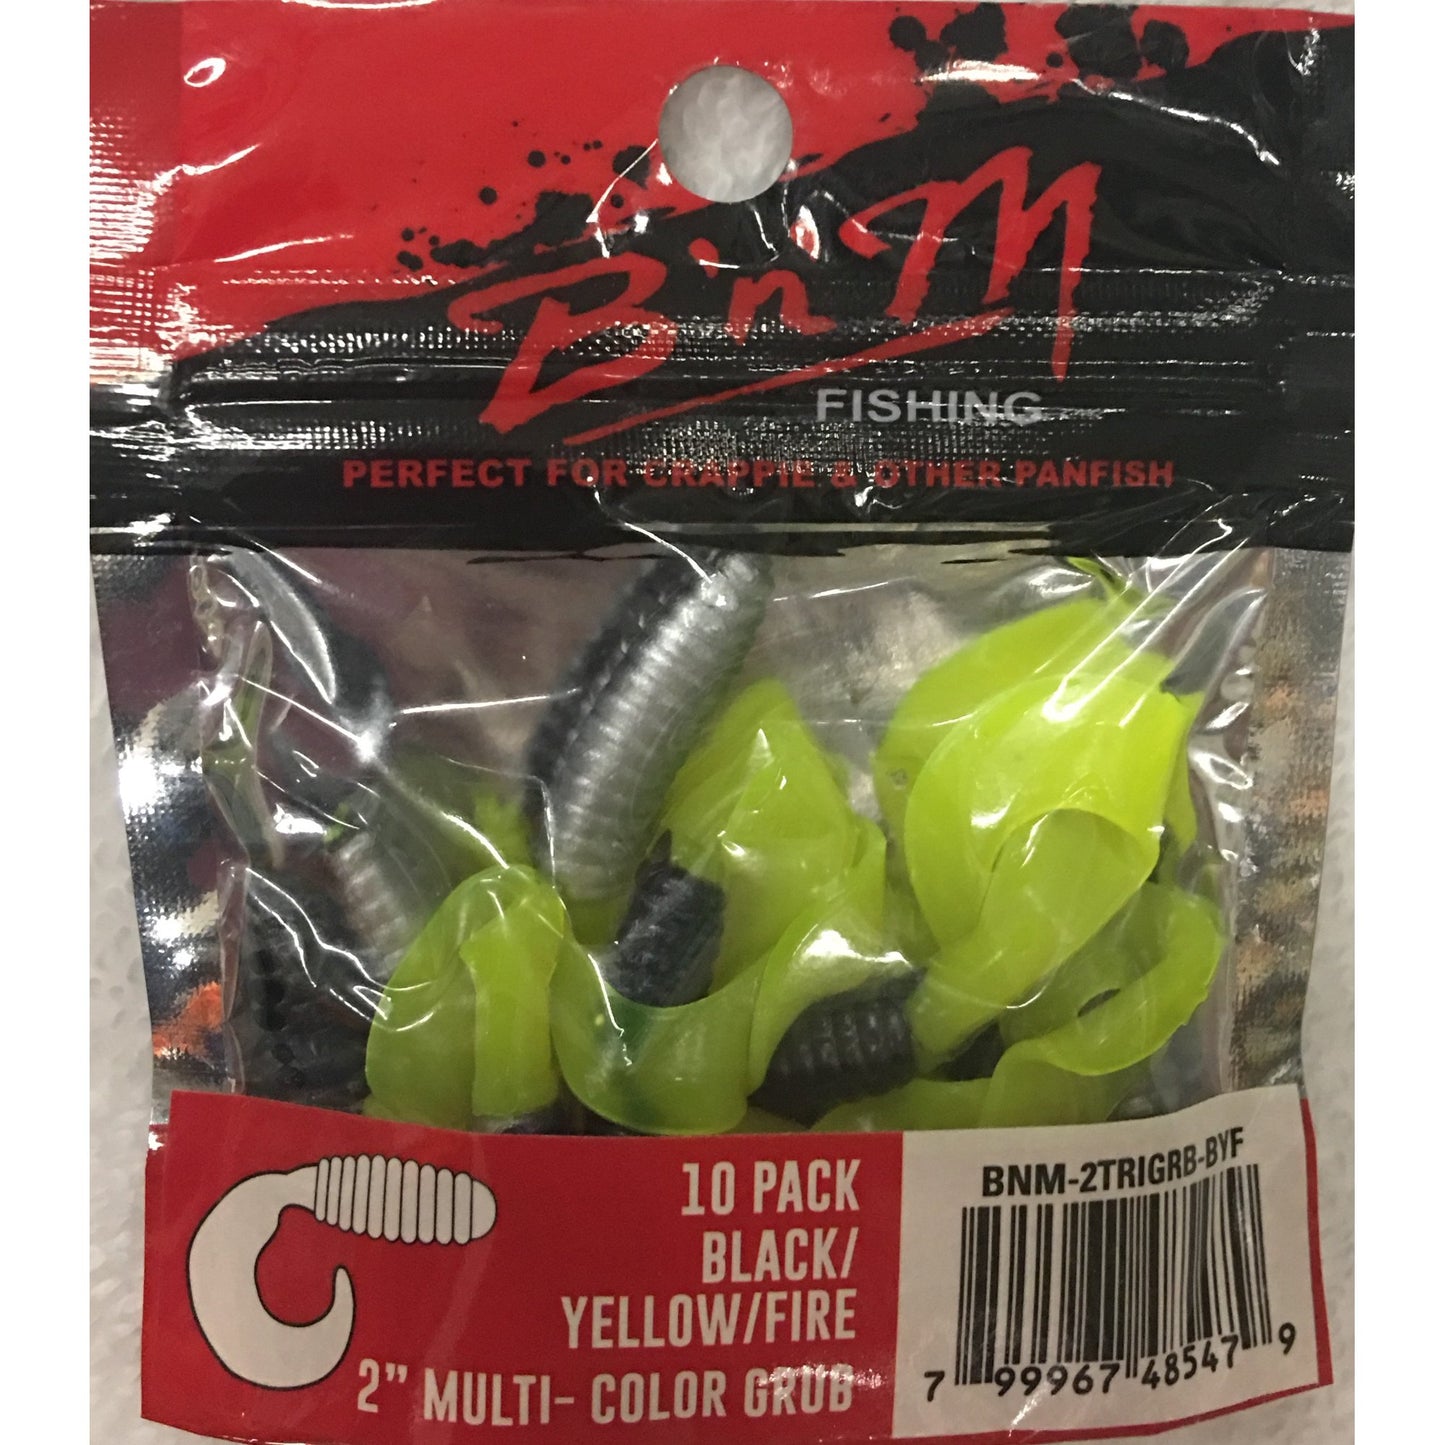 B'n'M
FISHING
PERFECT FOR CRAPPIE & OTHER PANFISH
10 PACK
BLACK/
YELLOW/FIRE
2” MULTI- COLOR GRUB
BNM-2TRIGRB-BYF
7 99967 48547 9